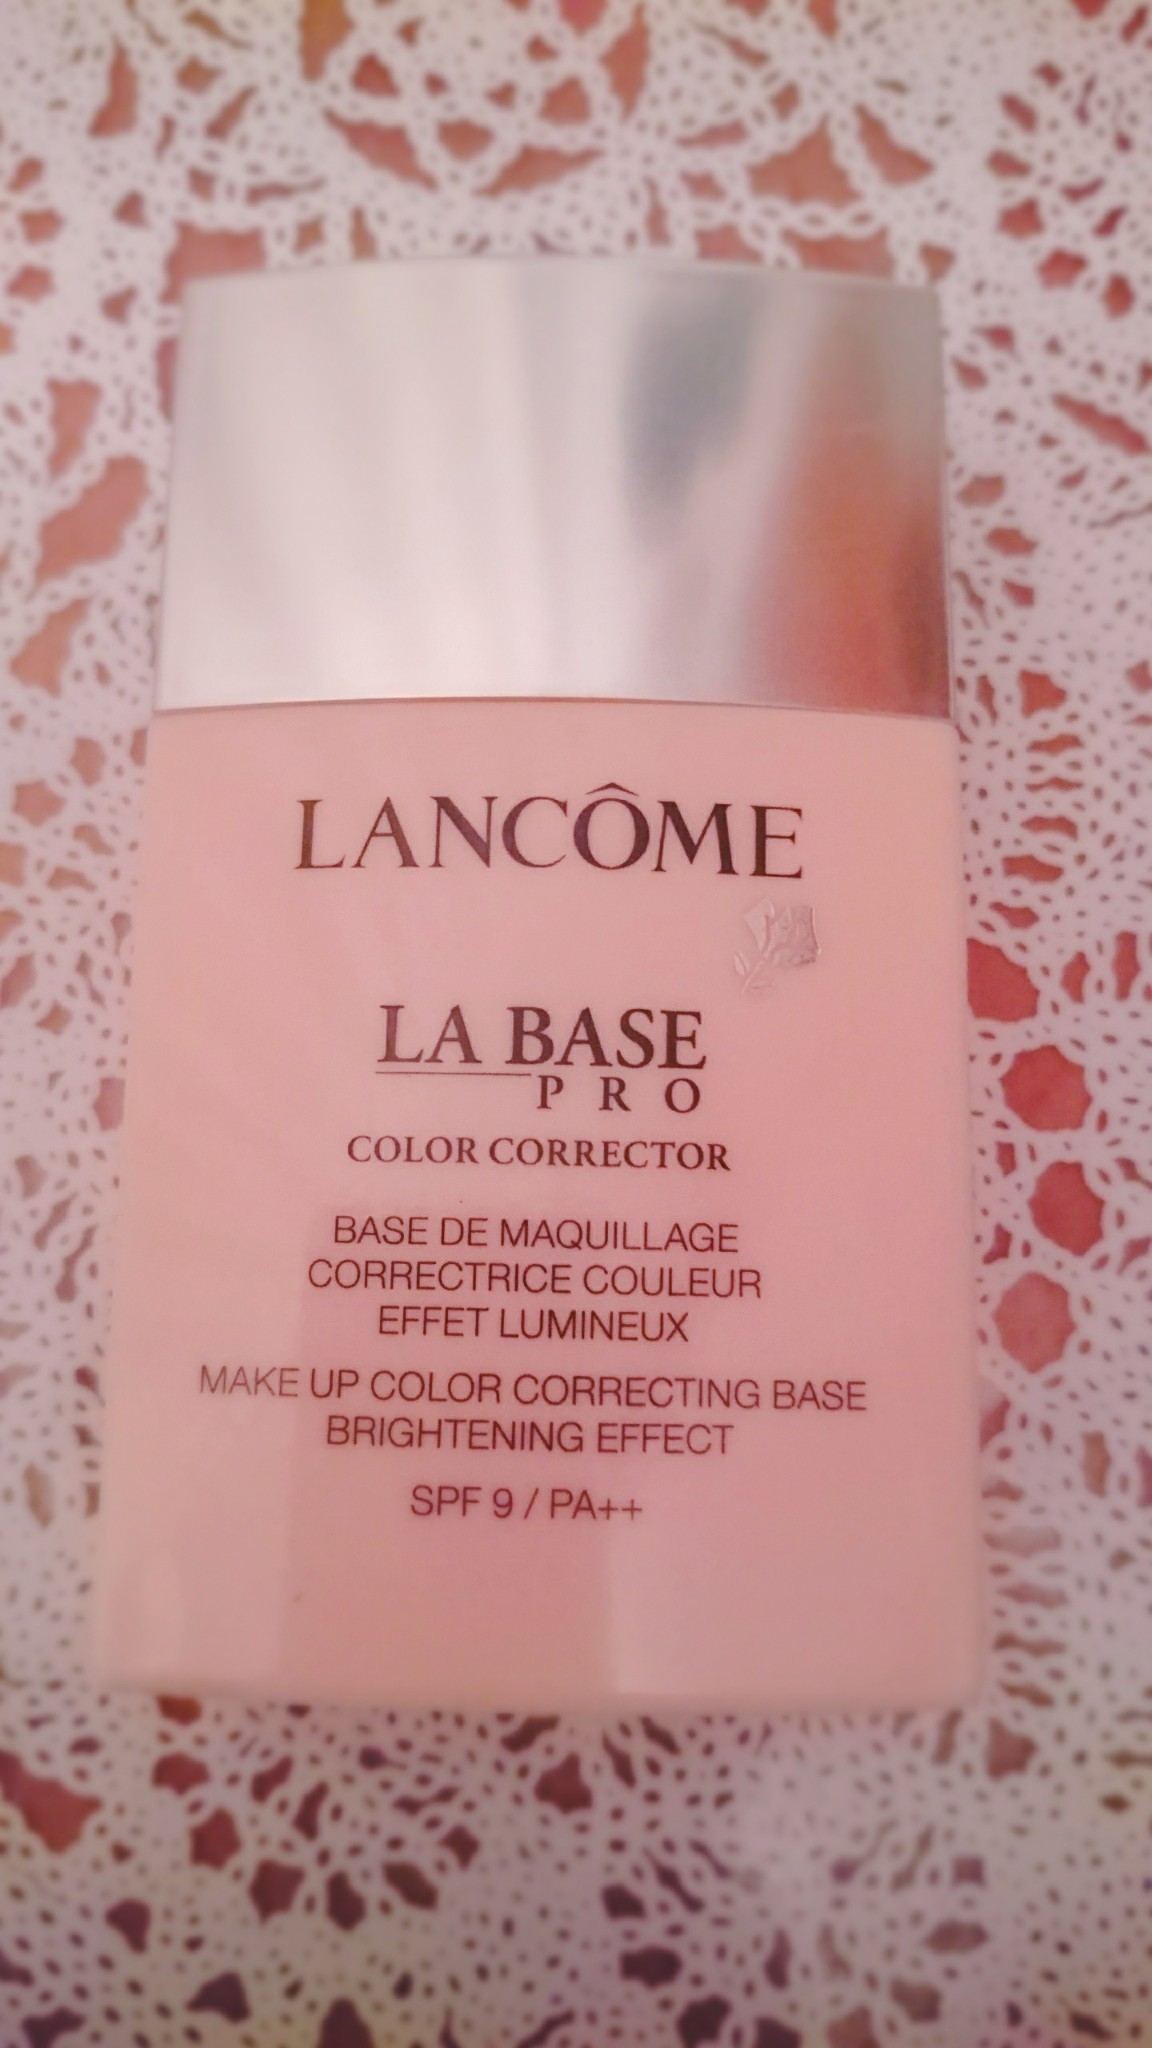 LANCÔME
LA BASE
PRO
COLOR CORRECTOR
BASE DE MAQUILLAGE
CORRECTRICE COULEUR
EFFET LUMINEUX
MAKE UP COLOR CORRECTING BASE
BRIGHTENING EFFECT
SPF 9 / PA++